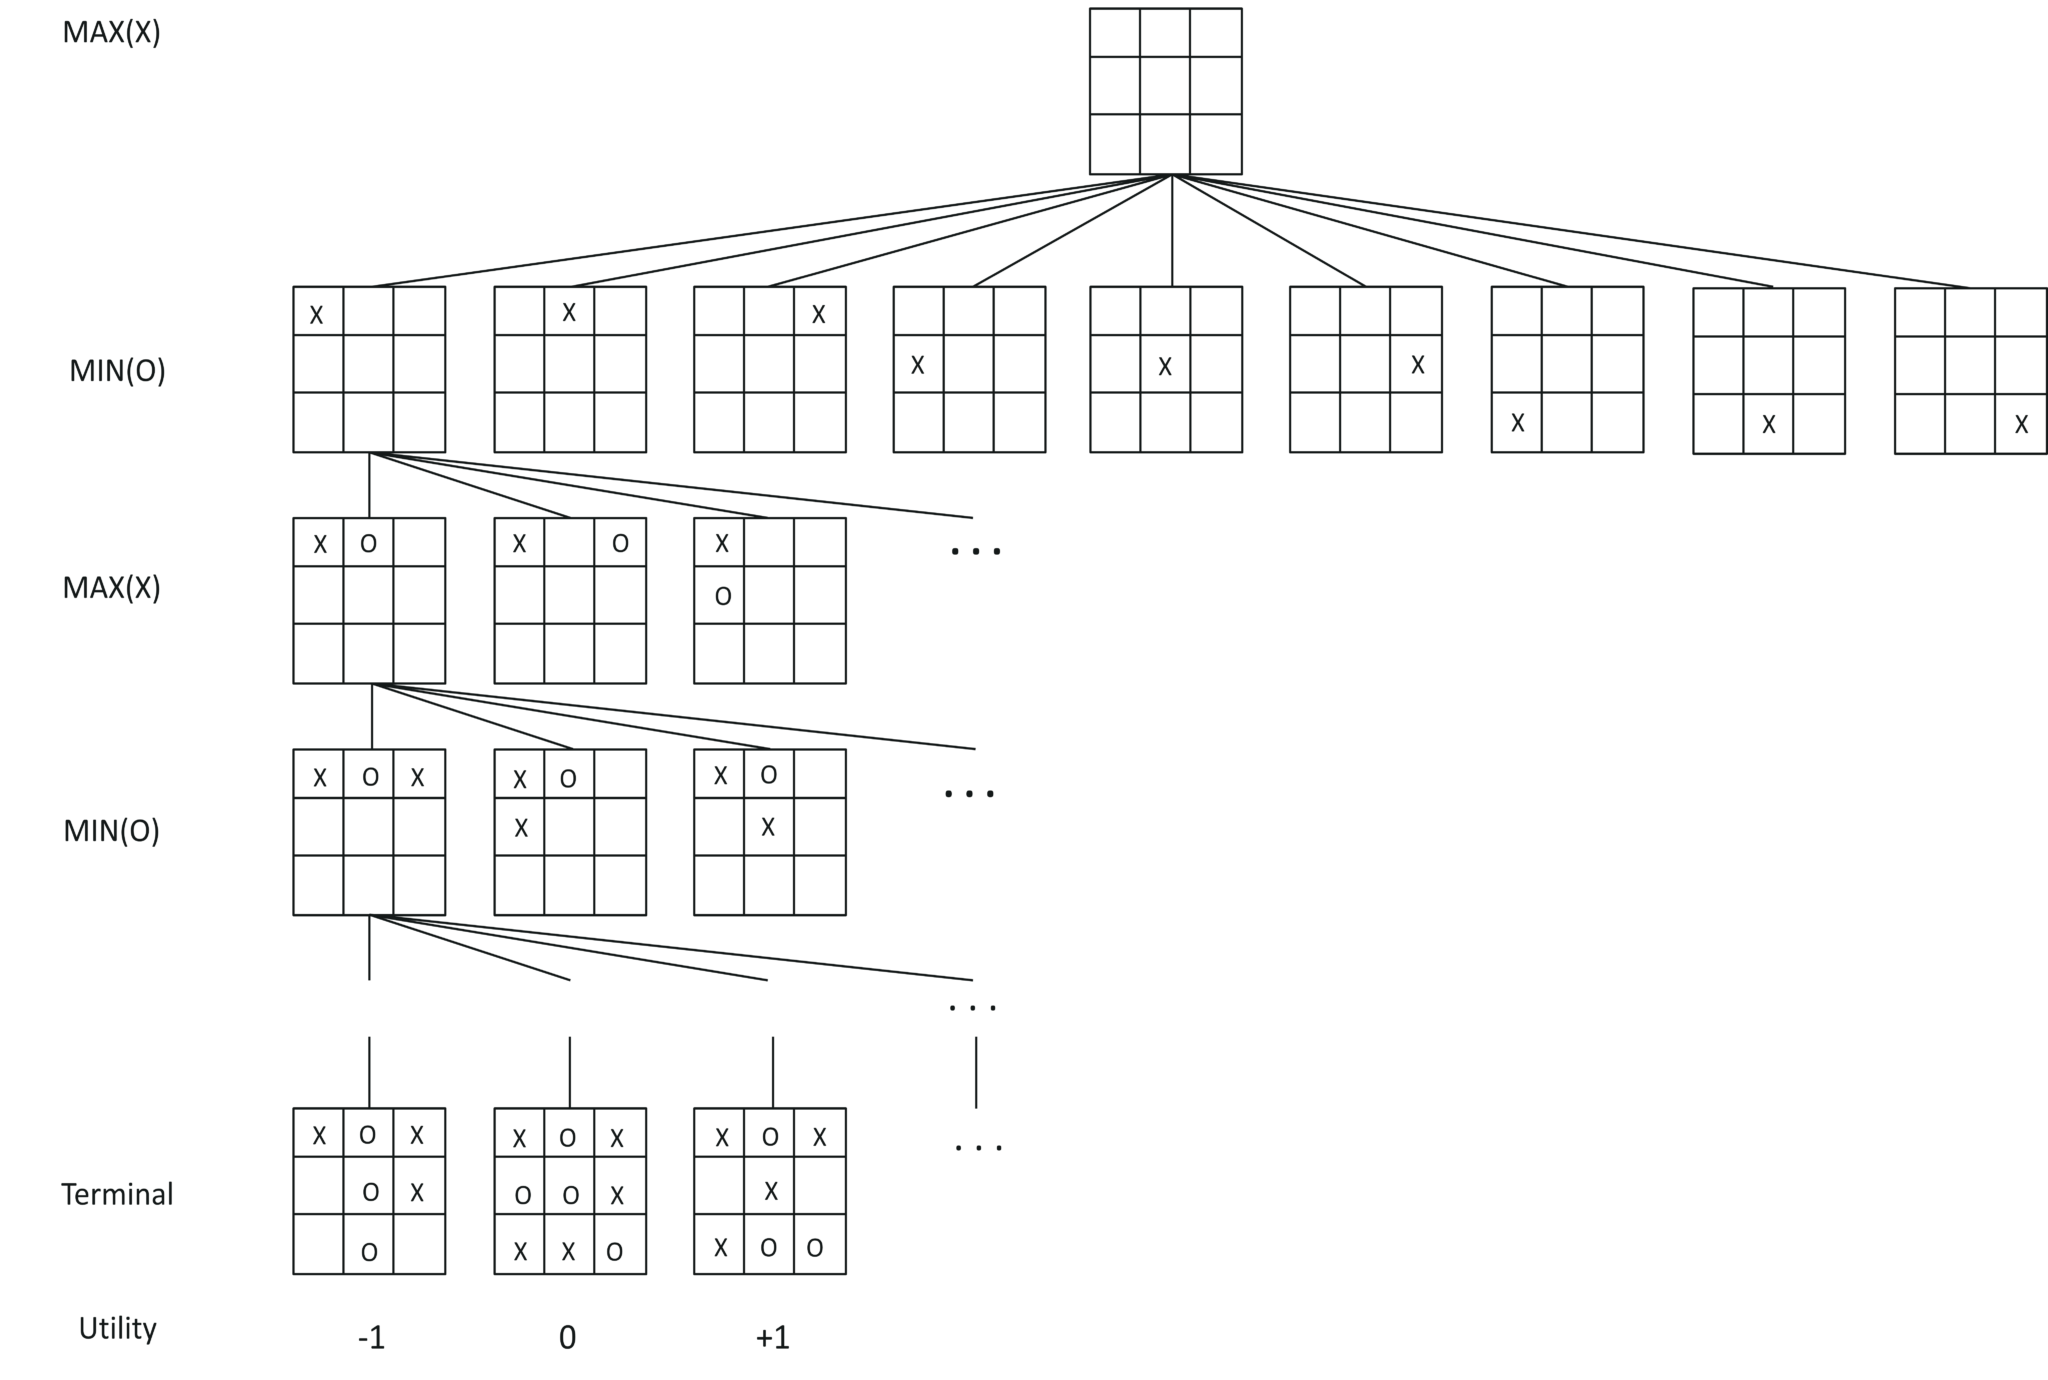 MAX(X)
MIN(O)
X X X X X X X X X
MAX(X)
X O X O X
O
...
MIN(O)
X O X X O X O
X X
...
...
Terminal
X O X X O X X O X
O X O O X X
O X X O X O O
...
Utility
-1 0 +1